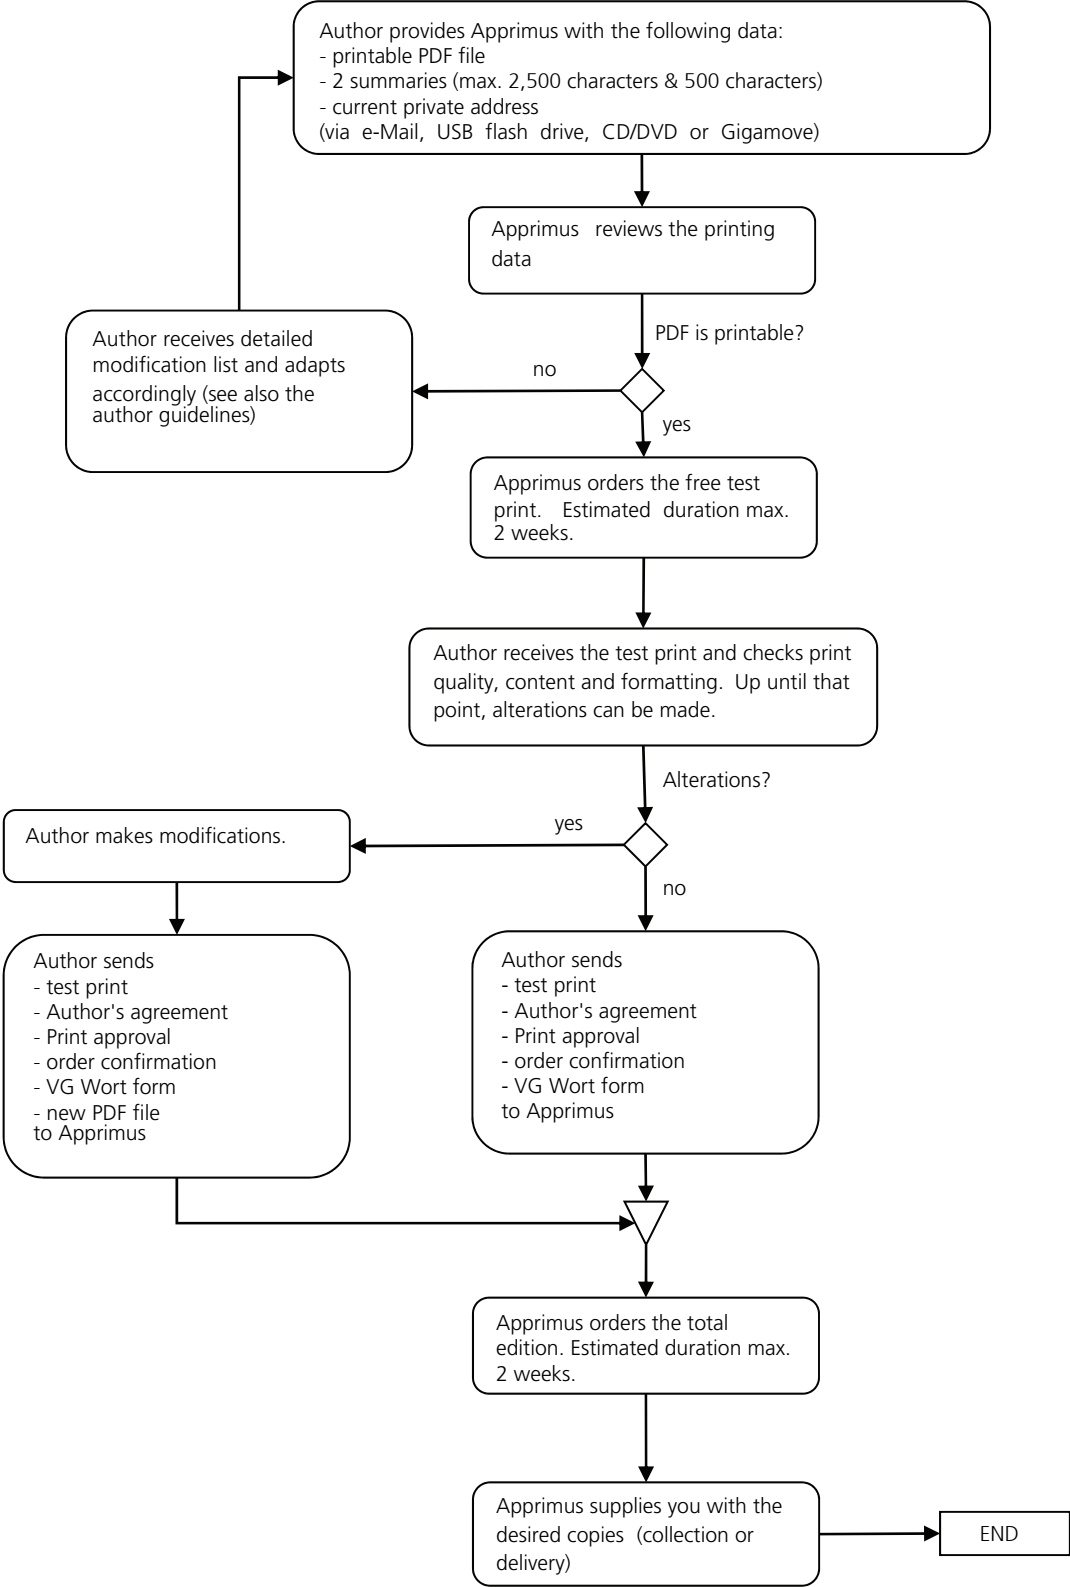 Author provides Apprimus with the following data:
- printable PDF file
- 2 summaries (max. 2,500 characters & 500 characters)
- current private address
(via e-Mail, USB flash drive, CD/DVD or Gigamove)
Apprimus reviews the printing
data
PDF is printable?
no
Author receives detailed
modification list and adapts
accordingly (see also the
author guidelines)
yes
Apprimus orders the free test
print. Estimated duration max.
2 weeks.
Author receives the test print and checks print
quality, content and formatting. Up until that
point, alterations can be made.
Alterations?
yes
Author makes modifications.
no
Author sends
- test print
- Author's agreement
- Print approval
- order confirmation
- VG Wort form
- new PDF file
to Apprimus
Author sends
- test print
- Author's agreement
- Print approval
- order confirmation
- VG Wort form
to Apprimus
Apprimus orders the total
edition. Estimated duration max.
2 weeks.
Apprimus supplies you with the
desired copies (collection or
delivery)
END